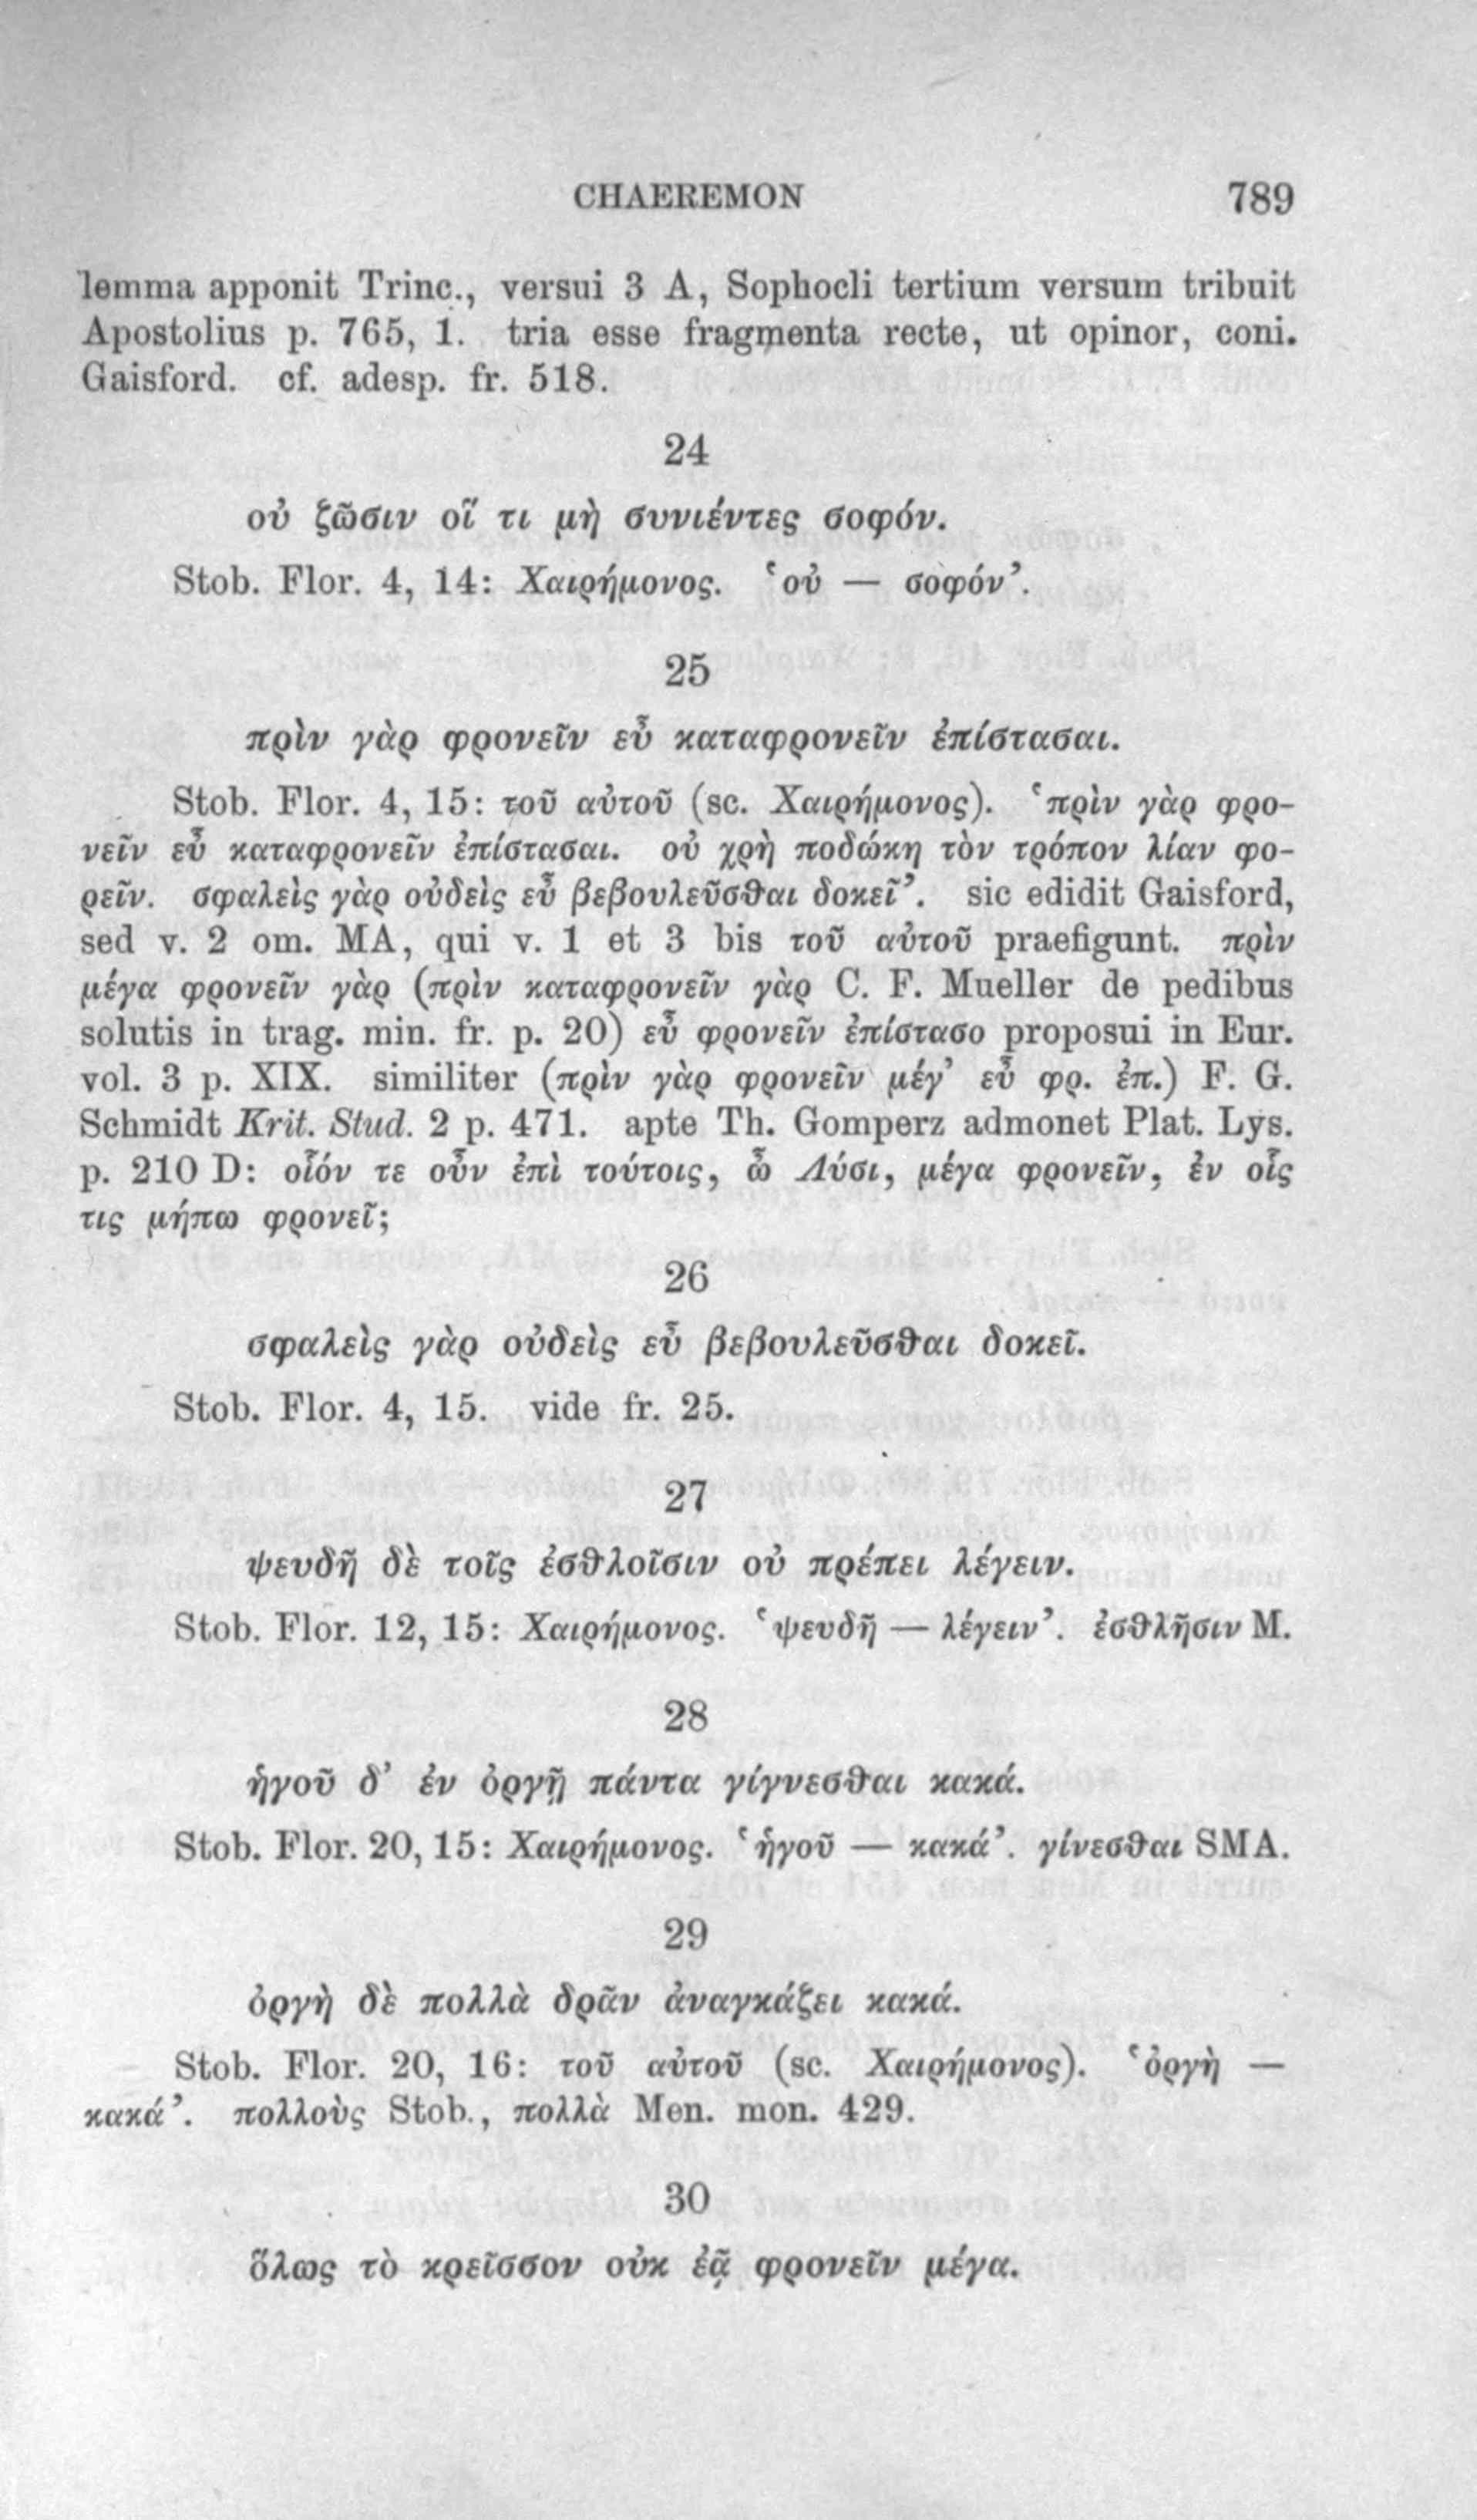 CHAEREMON 789
lemma apponit Trinc., versui 3 A, Sophocli tertium versum tribuit
Apostolius p. 765, 1. tria esse fragmenta recte, ut opinor, coni.
Gaisford. cf. adesp. fr. 518.
24
οὐ ζῶσιν οἵ τι μὴ συνιέντες σοφόν.
Stob. Flor. 4, 14: Χαιρήμονος. ‘οὐ — σοφόν’.
25
πρὶν γὰρ φρονεῖν εὖ καταφρονεῖν ἐπίστασαι.
Stob. Flor. 4, 15: τοῦ αὐτοῦ (sc. Χαιρήμονος). ‘πρὶν γὰρ φρο-
νεῖν εὖ καταφρονεῖν ἐπίστασαι. οὐ χρὴ ποδώκη τὸν τρόπον λίαν φο-
ρεῖν. σφαλεὶς γὰρ οὐδεὶς εὖ βεβουλεῦσθαι δοκεῖ’. sic edidit Gaisford,
sed v. 2 om. MA, qui v. 1 et 3 bis τοῦ αὐτοῦ praefigunt. πρὶν
μέγα φρονεῖν γὰρ (πρὶν καταφρονεῖν γὰρ C. F. Mueller de pedibus
solutis in trag. min. fr. p. 20) εὖ φρονεῖν ἐπίστασο proposui in Eur.
vol. 3 p. XIX. similiter (πρὶν γὰρ φρονεῖν μέγ’ εὖ φρ. ἐπ.) F. G.
Schmidt Krit. Stud. 2 p. 471. apte Th. Gomperz admonet Plat. Lys.
p. 210 D: οἷόν τε οὖν ἐπὶ τούτοις, ὦ Λύσι, μέγα φρονεῖν, ἐν οἷς
τις μήπω φρονεῖ;
26
σφαλεὶς γὰρ οὐδεὶς εὖ βεβουλεῦσθαι δοκεῖ.
Stob. Flor. 4, 15. vide fr. 25.
27
ψευδῆ δὲ τοῖς ἐσθλοῖσιν οὐ πρέπει λέγειν.
Stob. Flor. 12, 15: Χαιρήμονος. ‘ψευδῆ — λέγειν’. ἐσθλῆσιν M.
28
ἡγοῦ δ’ ἐν ὀργῇ πάντα γίγνεσθαι κακά.
Stob. Flor. 20, 15: Χαιρήμονος. ‘ἡγοῦ — κακά’. γίνεσθαι SMA.
29
ὀργὴ δὲ πολλὰ δρᾶν ἀναγκάζει κακά.
Stob. Flor. 20, 16: τοῦ αὐτοῦ (sc. Χαιρήμονος). ‘ὀργὴ —
κακά’. πολλοὺς Stob., πολλὰ Men. mon. 429.
30
ὅλως τὸ κρεῖσσον οὐκ ἐᾷ φρονεῖν μέγα.